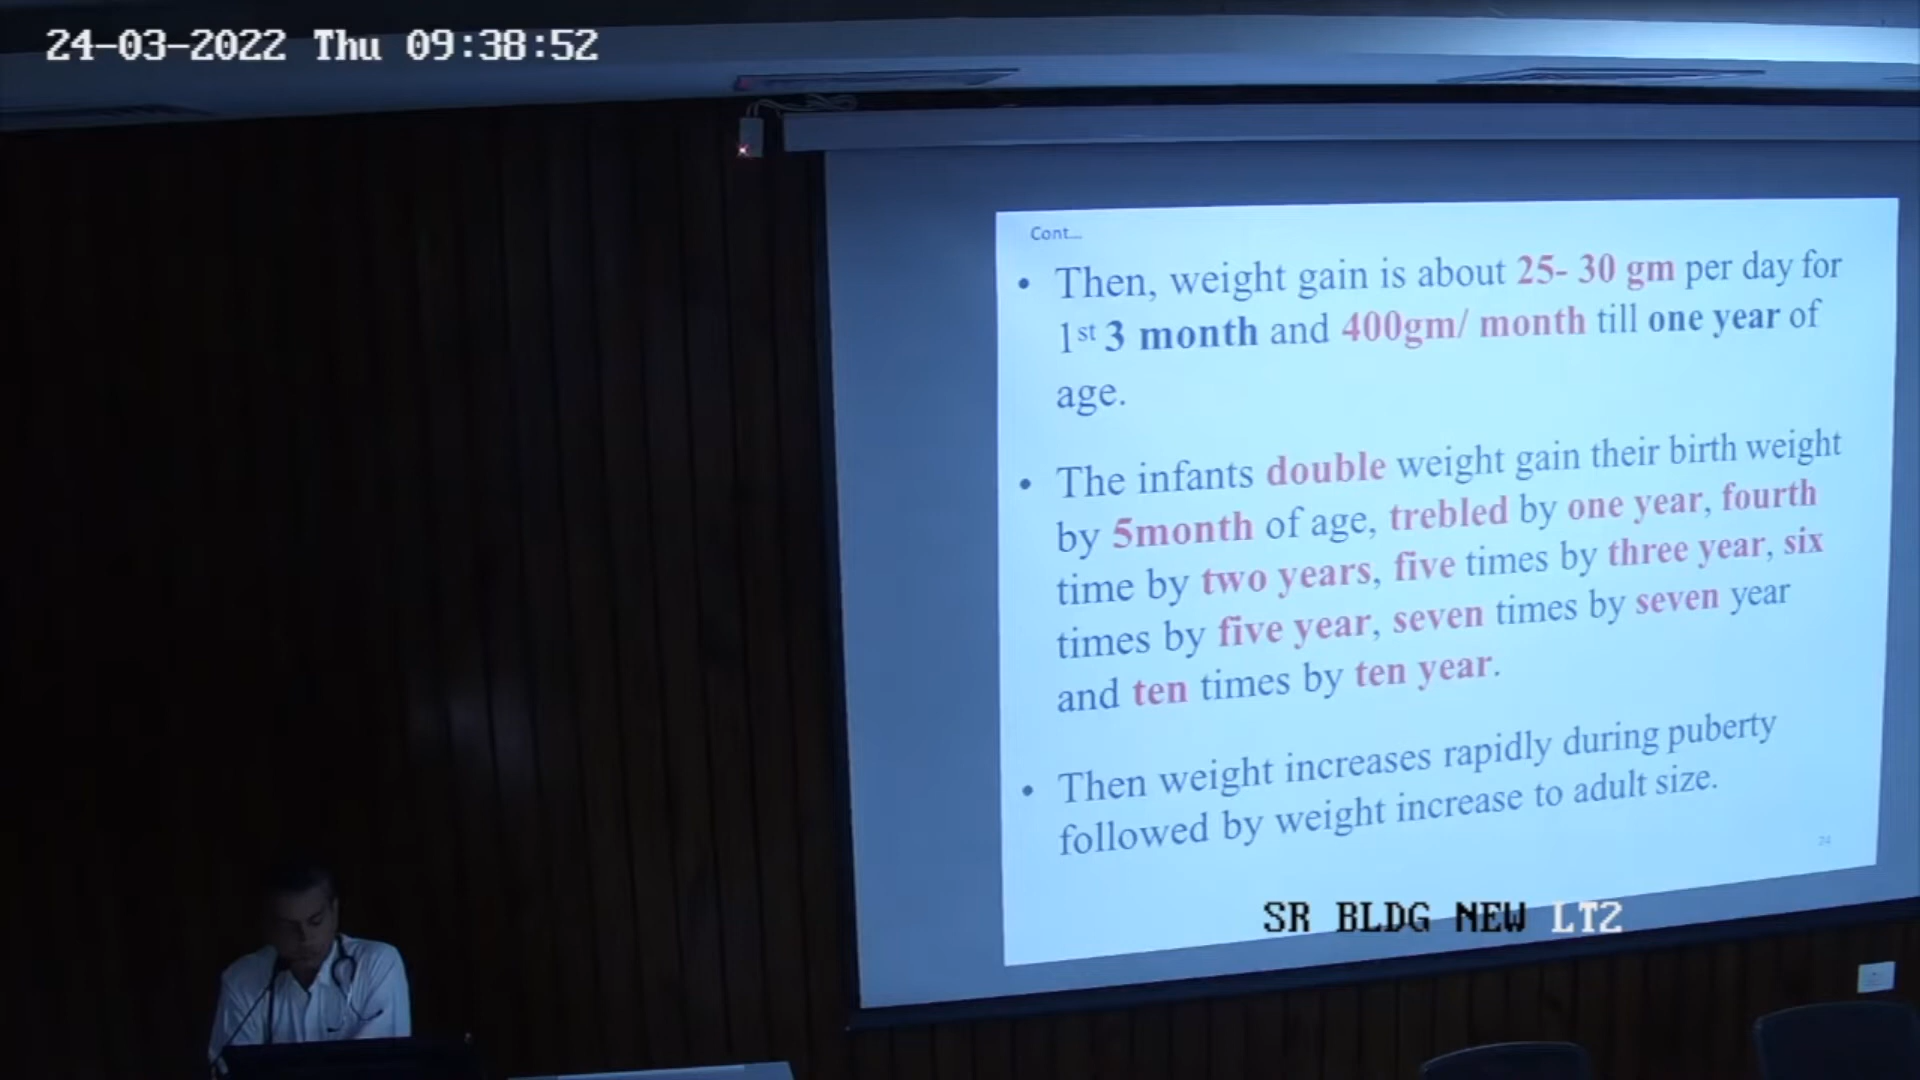 24-03-2022 Thu 09:38:52
Cont...
• Then, weight gain is about 25- 30 gm per day for
1st 3 month and 400gm/ month till one year of
age.
• The infants double weight gain their birth weight
by 5month of age, trebled by one year, fourth
time by two years, five times by three year, six
times by five year, seven times by seven year
and ten times by ten year.
• Then weight increases rapidly during puberty
followed by weight increase to adult size.
24
SR BLDG NEW LT2